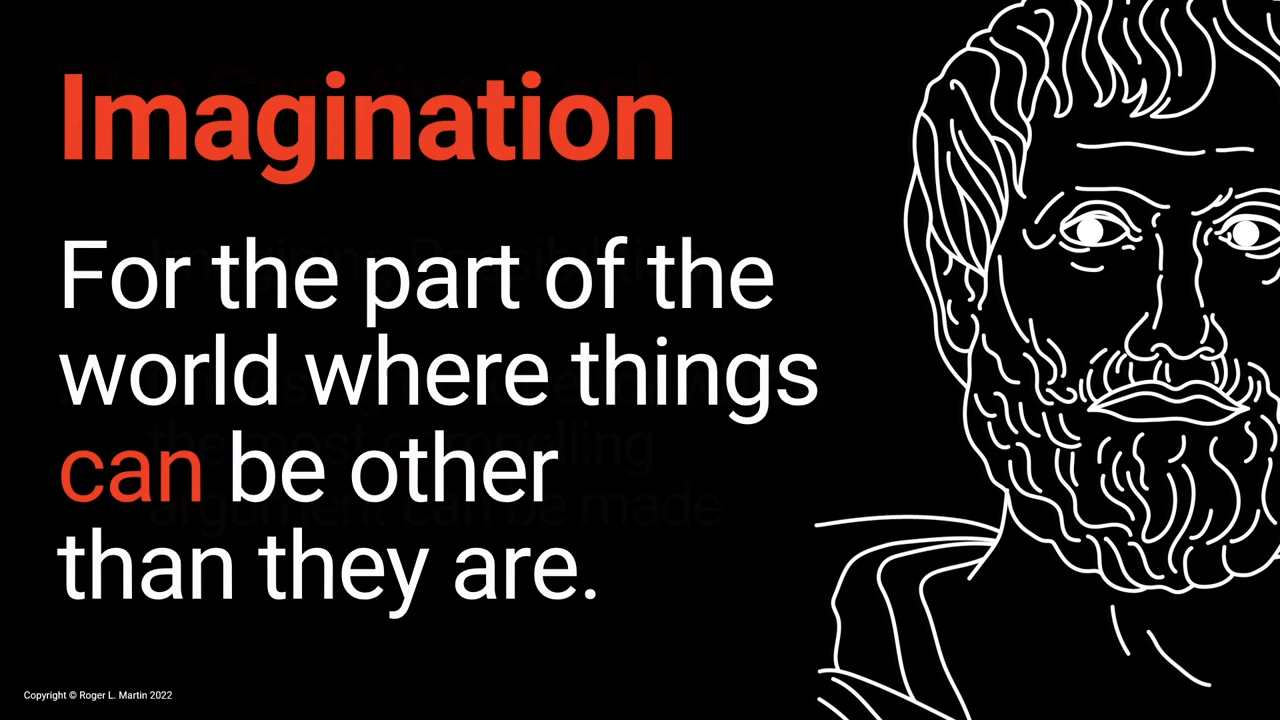 Imagination
For the part of the
world where things
can be other
than they are.
Copyright © Roger L. Martin 2022